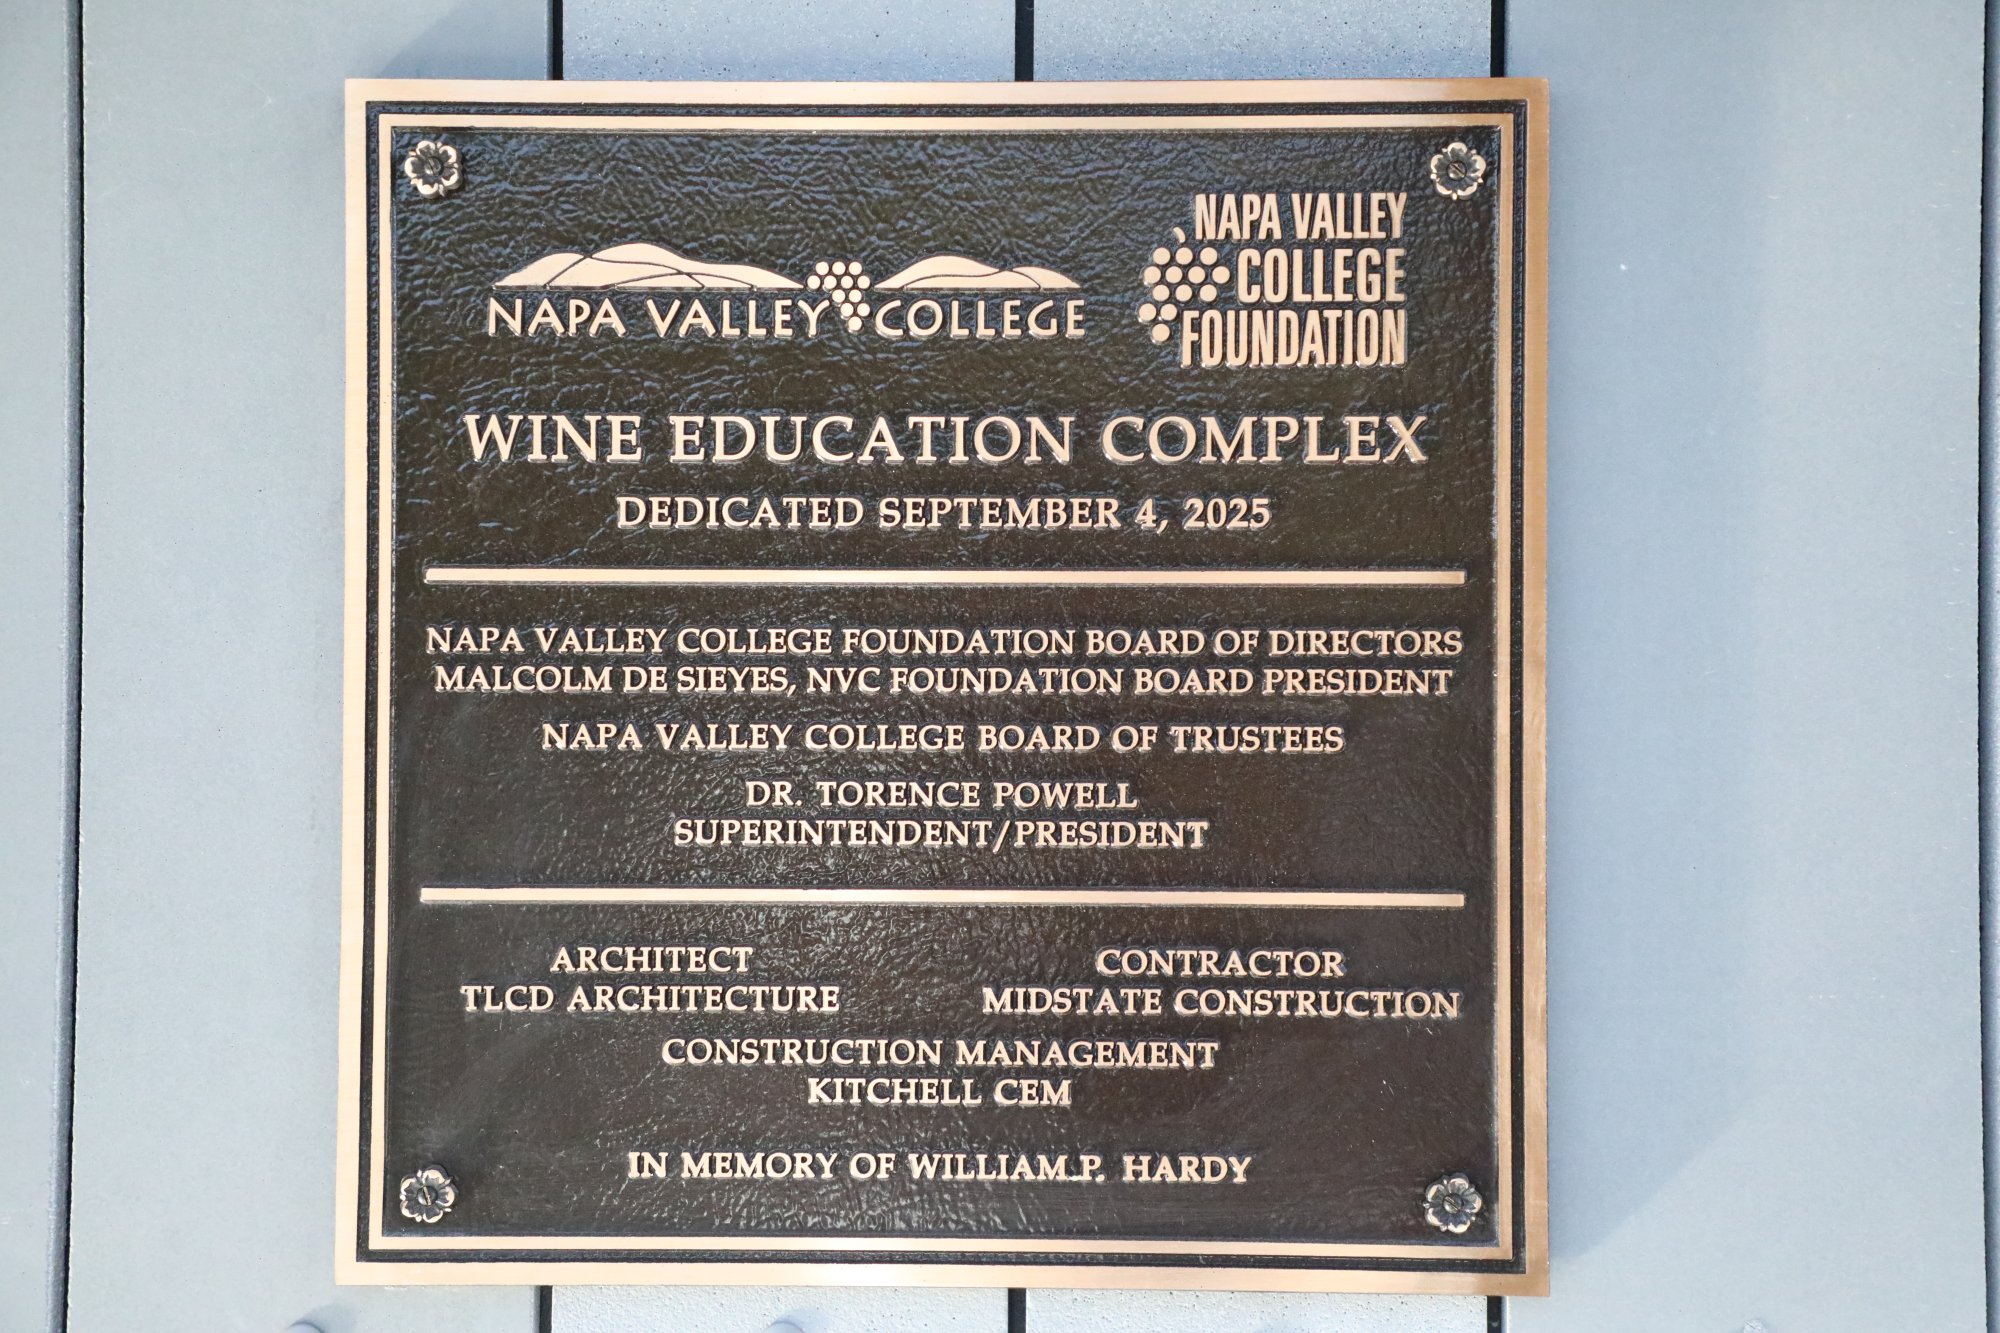 NAPA VALLEY COLLEGE
NAPA VALLEY
COLLEGE
FOUNDATION
WINE EDUCATION COMPLEX
DEDICATED SEPTEMBER 4, 2025
NAPA VALLEY COLLEGE FOUNDATION BOARD OF DIRECTORS
MALCOLM DE SIEYES, NVC FOUNDATION BOARD PRESIDENT
NAPA VALLEY COLLEGE BOARD OF TRUSTEES
DR. TORENCE POWELL
SUPERINTENDENT/PRESIDENT
ARCHITECT
TLCD ARCHITECTURE
CONTRACTOR
MIDSTATE CONSTRUCTION
CONSTRUCTION MANAGEMENT
KITCHELL CEM
IN MEMORY OF WILLIAM P. HARDY